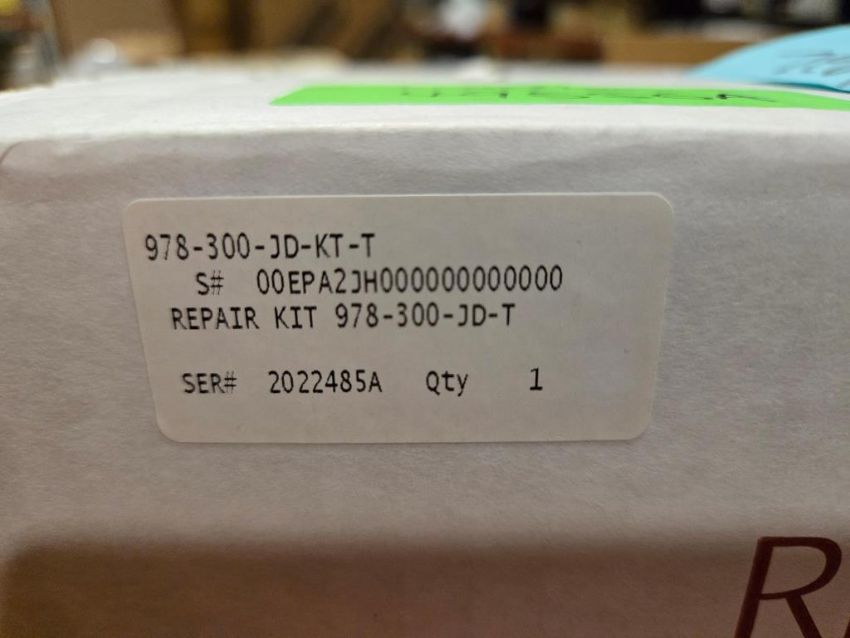 978-300-JD-KT-T
S# 00EPA2JH000000000000
REPAIR KIT 978-300-JD-T
SER# 2022485A Qty 1
R